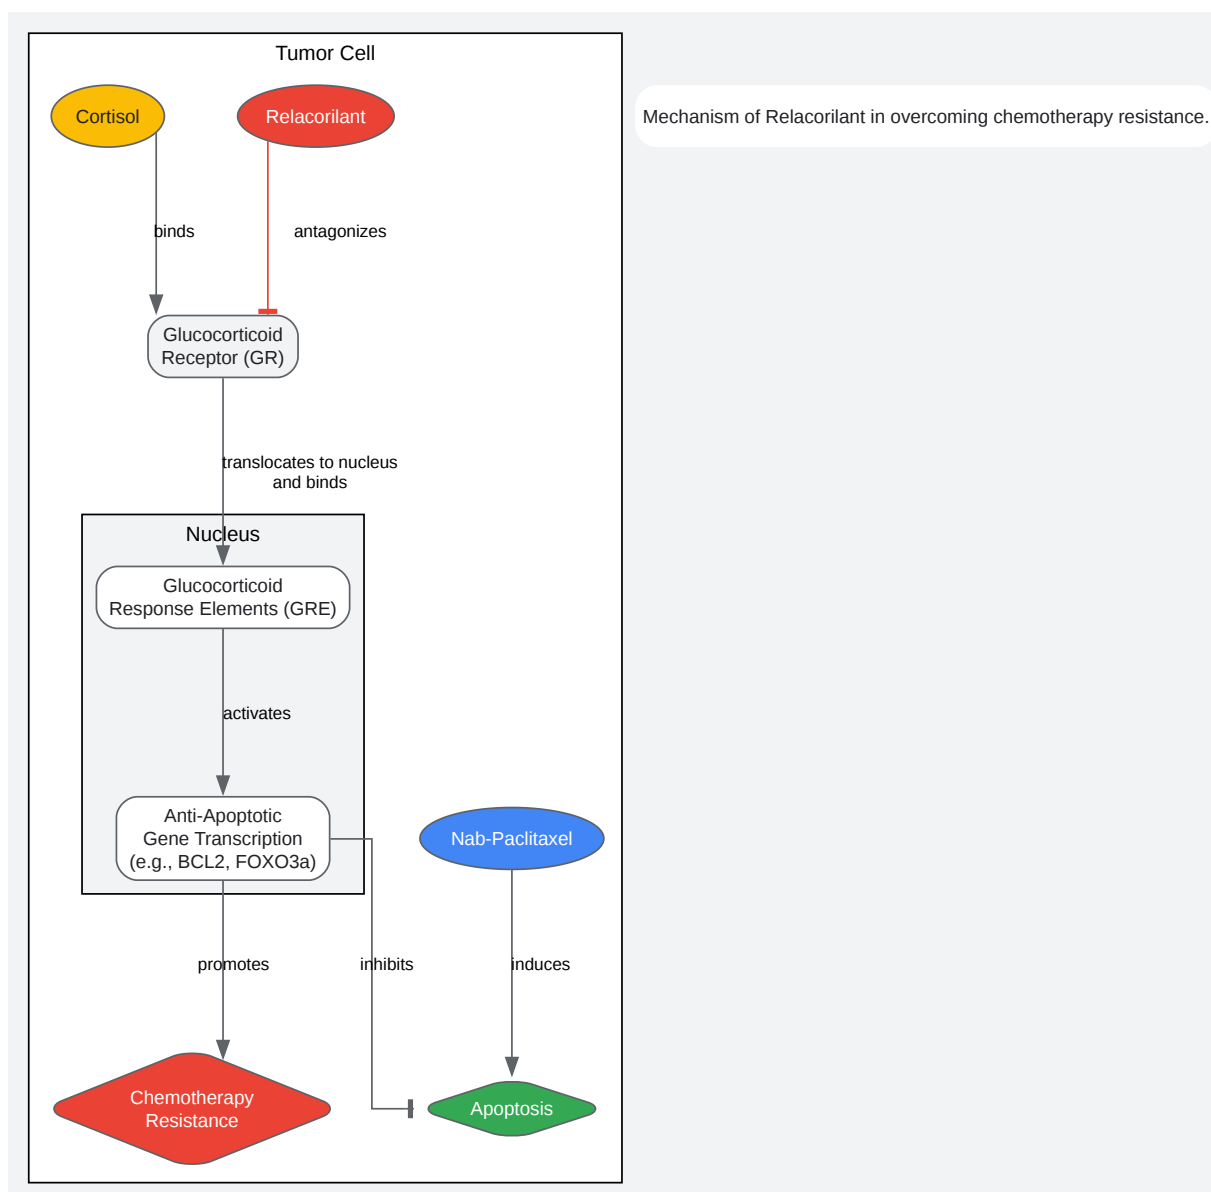 Tumor Cell
Cortisol
Relacorilant
Mechanism of Relacorilant in overcoming chemotherapy resistance.
binds
antagonizes
Glucocorticoid
Receptor (GR)
translocates to nucleus
and binds
Nucleus
Glucocorticoid
Response Elements (GRE)
activates
Anti-Apoptotic
Gene Transcription
(e.g., BCL2, FOXO3a)
Nab-Paclitaxel
promotes
inhibits
induces
Chemotherapy
Resistance
Apoptosis